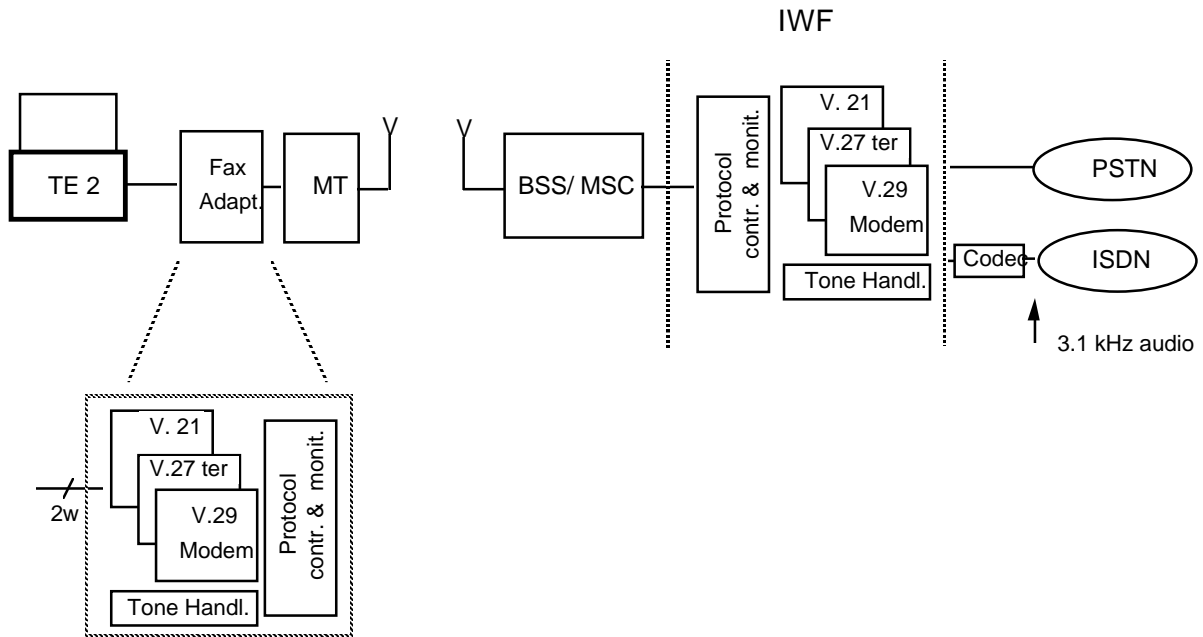 IWF
TE 2
Fax
Adapt.
MT
BSS/ MSC
Protocol
contr. & monit.
V. 21
V.27 ter
V.29
Modem
Tone Handl.
PSTN
Codec
ISDN
3.1 kHz audio
2w
V. 21
V.27 ter
V.29
Modem
Tone Handl.
Protocol
contr. & monit.